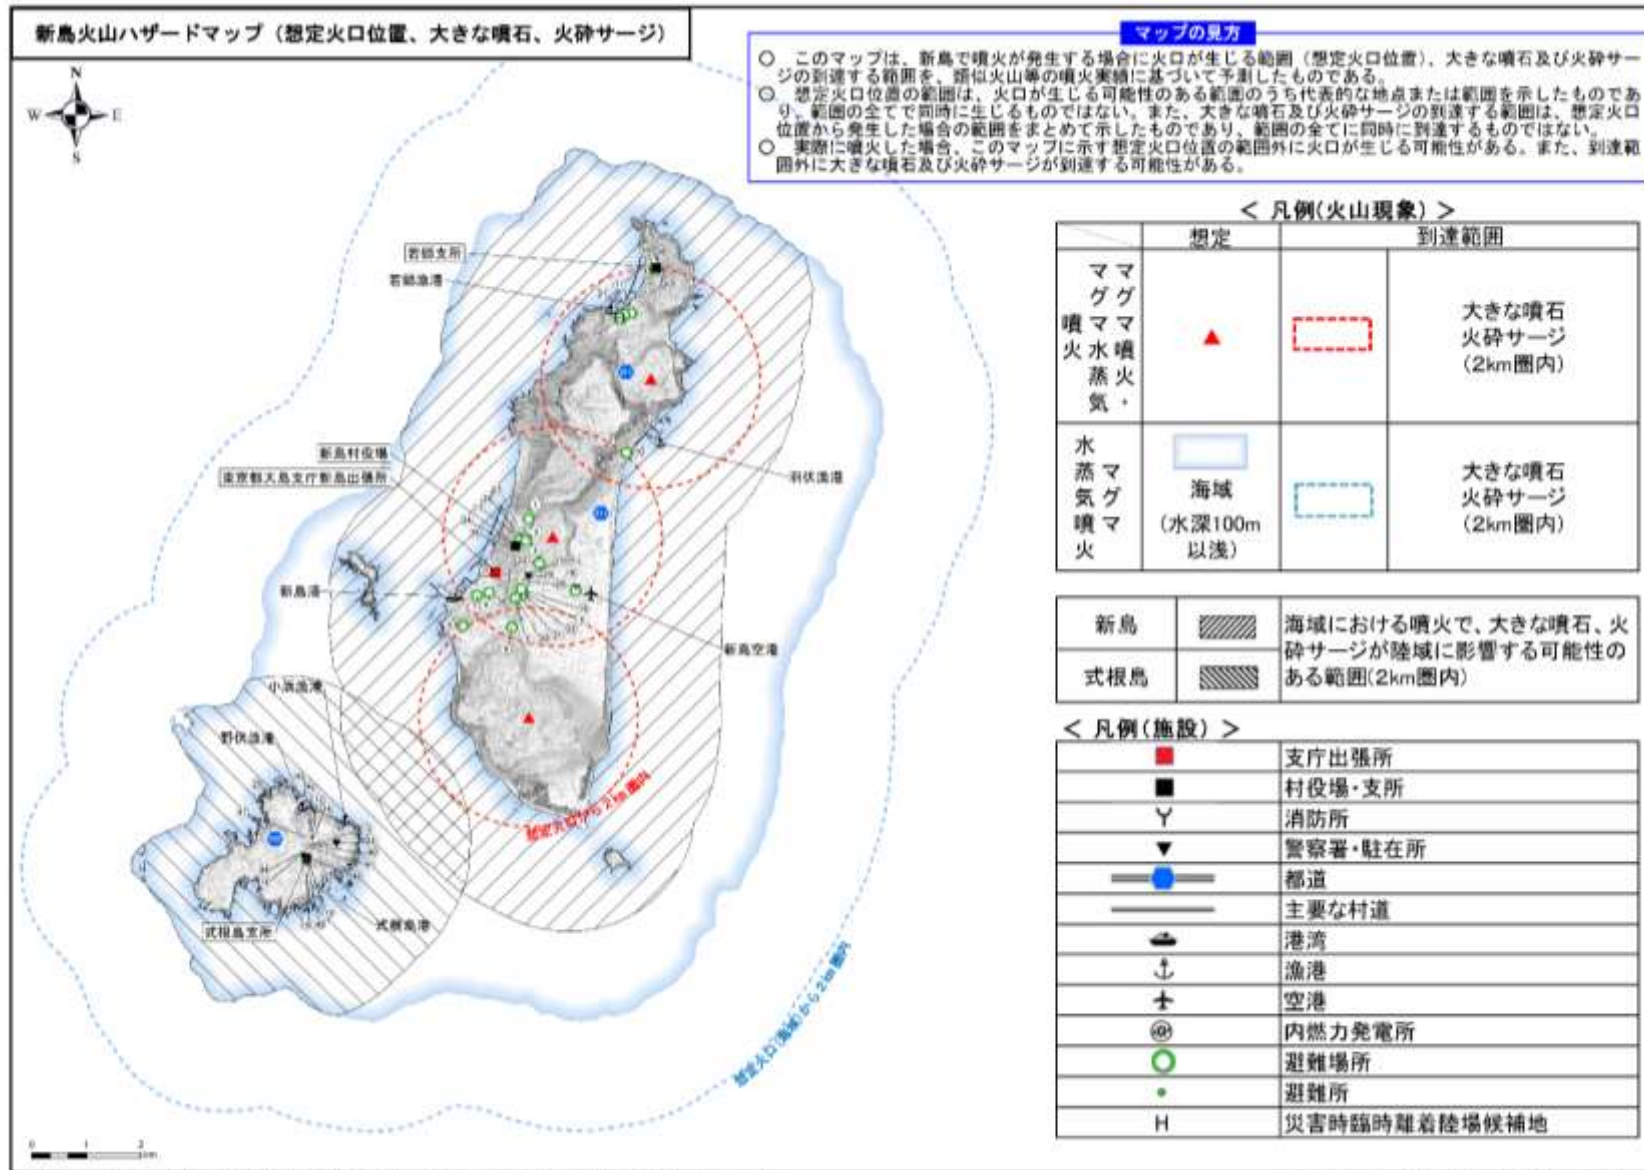 新島火山ハザードマップ（想定火口位置、大きな噴石、火砕サージ）
マップの見方
○　このマップは、新島で噴火が発生する場合に火口が生じる範囲（想定火口位置）、大きな噴石及び火砕サー
ジの到達する範囲を、類似火山等の噴火実績に基づいて予測したものである。
○　想定火口位置の範囲は、火口が生じる可能性のある範囲のうち代表的な地点または範囲を示したものであ
り、範囲の全てで同時に生じるものではない。また、大きな噴石及び火砕サージの到達する範囲は、想定火口
位置から発生した場合の範囲をまとめて示したものであり、範囲の全てに同時に到達するものではない。
○　実際に噴火した場合、このマップに示す想定火口位置の範囲外に火口が生じる可能性がある。また、到達範
囲外に大きな噴石及び火砕サージが到達する可能性がある。
N
W
E
S
若郷支所
若郷漁港
新島村役場
東京都大島支庁新島出張所
羽伏漁港
新島港
新島空港
小浜漁港
野伏漁港
式根島支所
式根島港
想定火口から2km圏内
想定火口(海域)から2km圏内
0 1 2
km
＜ 凡例(火山現象) ＞
想定
到達範囲
マグマ噴火・
マグマ水蒸気
噴火
大きな噴石
火砕サージ
(2km圏内)
マグマ
水蒸気噴火
海域
(水深100m
以浅)
大きな噴石
火砕サージ
(2km圏内)
新島
式根島
海域における噴火で、大きな噴石、火
砕サージが陸域に影響する可能性の
ある範囲(2km圏内)
＜ 凡例(施設) ＞
支庁出張所
村役場・支所
消防所
警察署・駐在所
都道
主要な村道
港湾
漁港
空港
内燃力発電所
避難場所
避難所
H 災害時臨時離着陸場候補地